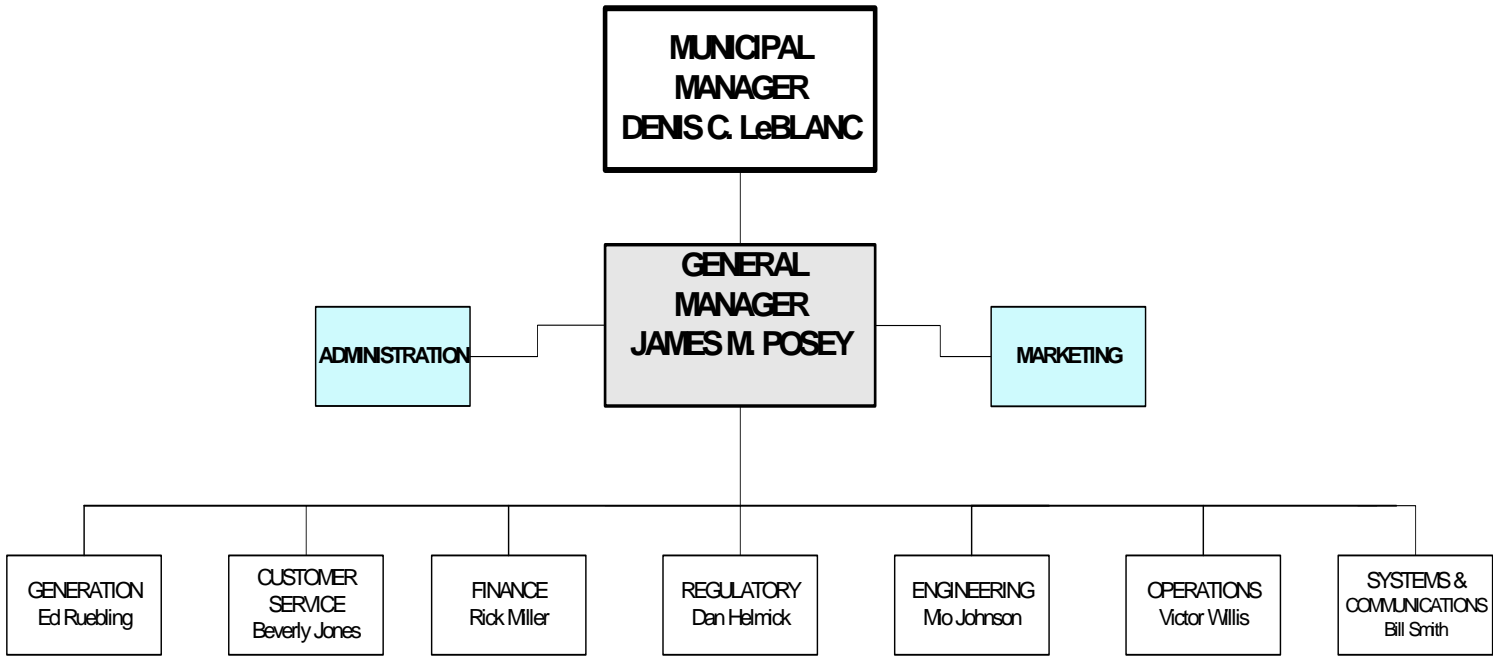 MUNICIPAL
MANAGER
DENIS C. LeBLANC
GENERAL
MANAGER
JAMES M. POSEY
ADMINISTRATION
MARKETING
GENERATION
Ed Ruebling
CUSTOMER
SERVICE
Beverly Jones
FINANCE
Rick Miller
REGULATORY
Dan Helmick
ENGINEERING
Mio Johnson
OPERATIONS
Victor Willis
SYSTEMS &
COMMUNICATIONS
Bill Smith